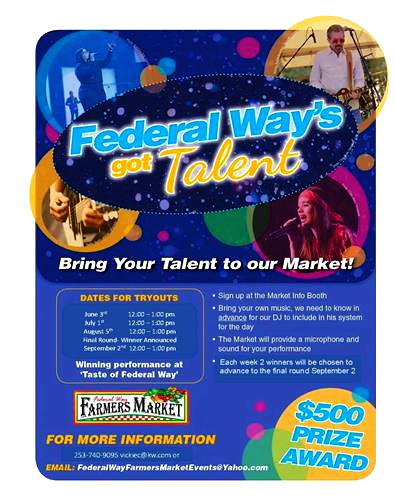 Federal Way's
got Talent
Bring Your Talent to our Market!
DATES FOR TRYOUTS
June 3rd 12:00 - 1:00 pm
July 1st 12:00 - 1:00 pm
August 5th 12:00 - 1:00 pm
Final Round- Winner Announced
September 2nd 12:00 - 1:00 pm
Winning performance at
'Taste of Federal Way'
• Sign up at the Market Info Booth
• Bring your own music, we need to know in
advance for our DJ to include in his system
for the day
• The Market will provide a microphone and
sound for your performance
• Each week 2 winners will be chosen to
advance to the final round September 2
Federal Way
FARMERS MARKET
$500
PRIZE
AWARD
FOR MORE INFORMATION
253-740-9095 vickiec@kw.com or
EMAIL: FederalWayFarmersMarketEvents@Yahoo.com